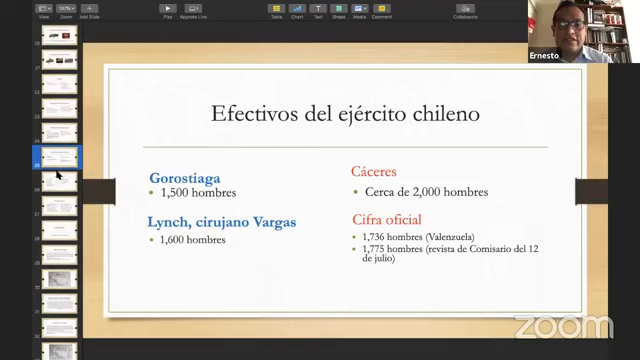 View
Zoom
Add Slide
Play
Keynote Live
Table
Chart
Text
Shape
Media
Comment
Collaborate
Ernesto
Efectivos del ejército chileno
Gorostiaga
• 1,500 hombres
Lynch, cirujano Vargas
• 1,600 hombres
Cáceres
• Cerca de 2,000 hombres
Cifra oficial
• 1,736 hombres (Valenzuela)
• 1,775 hombres (revista de Comisario del 12
de julio)
zoom